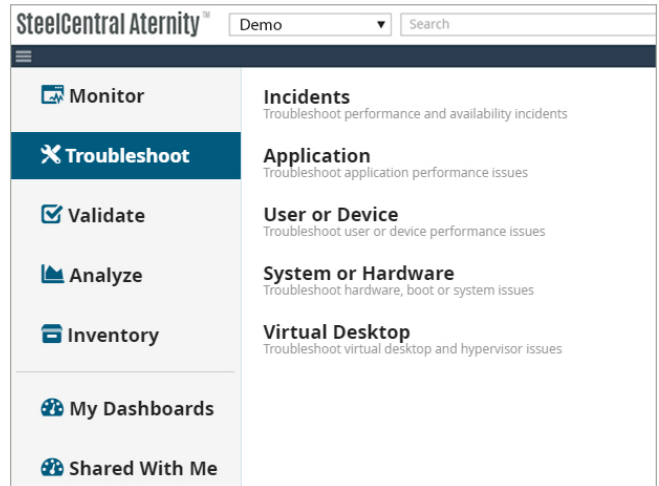 SteelCentral Aternity™ Demo Search
Monitor
Troubleshoot
Validate
Analyze
Inventory
My Dashboards
Shared With Me
Incidents
Troubleshoot performance and availability incidents
Application
Troubleshoot application performance issues
User or Device
Troubleshoot user or device performance issues
System or Hardware
Troubleshoot hardware, boot or system issues
Virtual Desktop
Troubleshoot virtual desktop and hypervisor issues